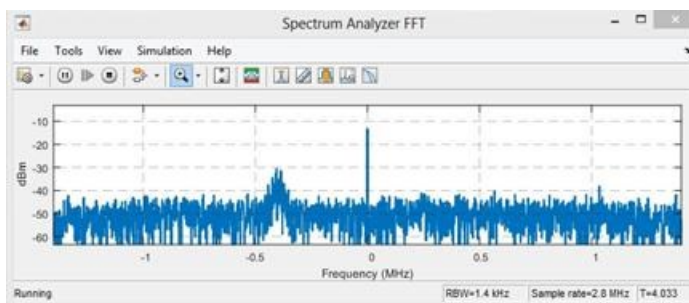 Spectrum Analyzer FFT
File Tools View Simulation Help
-10
-20
-30
-40
-50
-60
dBm
-1 -0.5 0 0.5 1
Frequency (MHz)
Running RBW=1.4 kHz Sample rate=2.8 MHz T=4.033